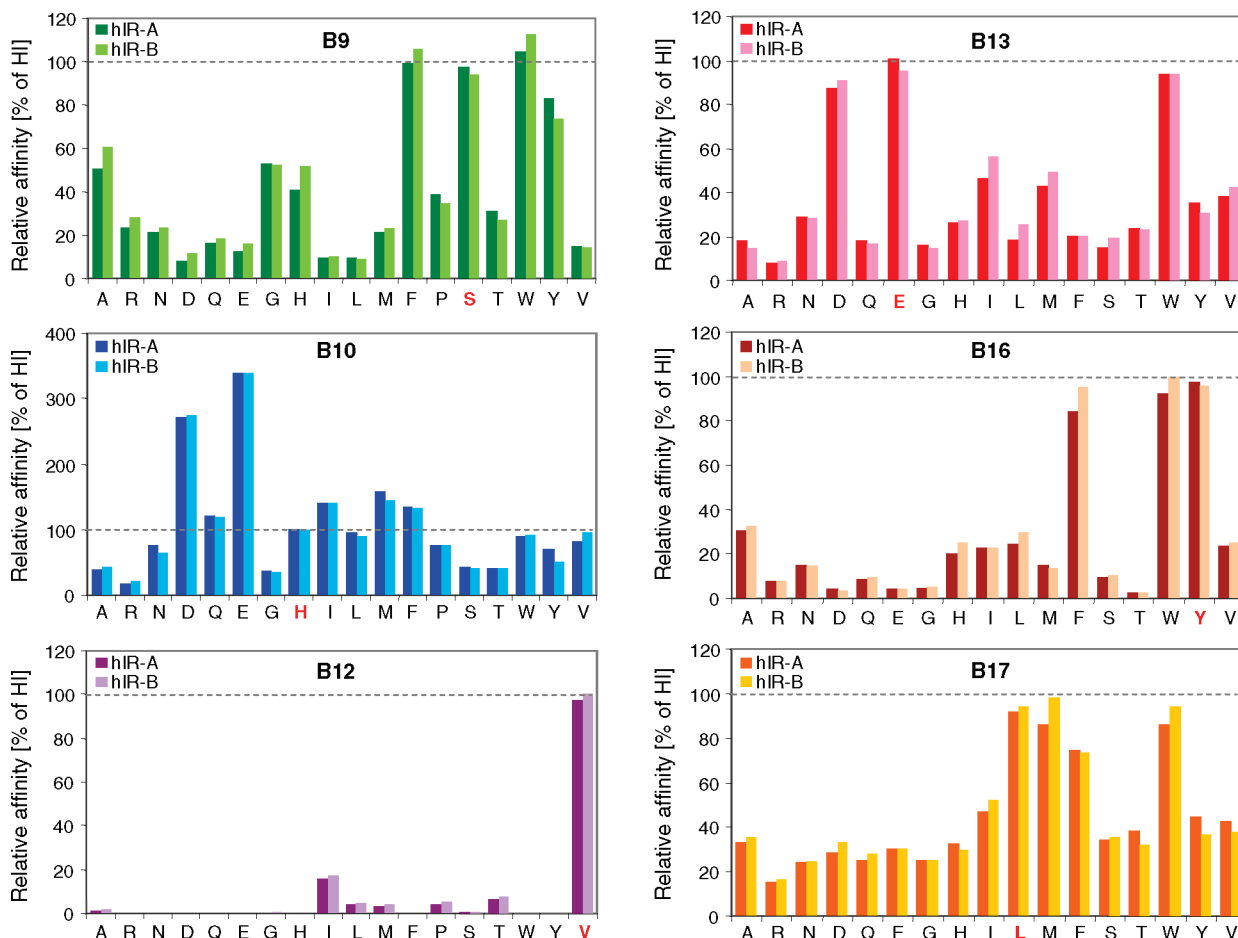 B9
hIR-A
hIR-B
Relative affinity [% of HI]
120
100
80
60
40
20
0
A R N D Q E G H I L M F P S T W Y V
B13
hIR-A
hIR-B
Relative affinity [% of HI]
120
100
80
60
40
20
0
A R N D Q E G H I L M F S T W Y V
B10
hIR-A
hIR-B
Relative affinity [% of HI]
400
300
200
100
0
A R N D Q E G H I L M F P S T W Y V
B16
hIR-A
hIR-B
Relative affinity [% of HI]
120
100
80
60
40
20
0
A R N D Q E G H I L M F S T W Y V
B12
hIR-A
hIR-B
Relative affinity [% of HI]
120
100
80
60
40
20
0
A R N D Q E G H I L M F P S T W Y V
B17
hIR-A
hIR-B
Relative affinity [% of HI]
120
100
80
60
40
20
0
A R N D Q E G H I L M F S T W Y V